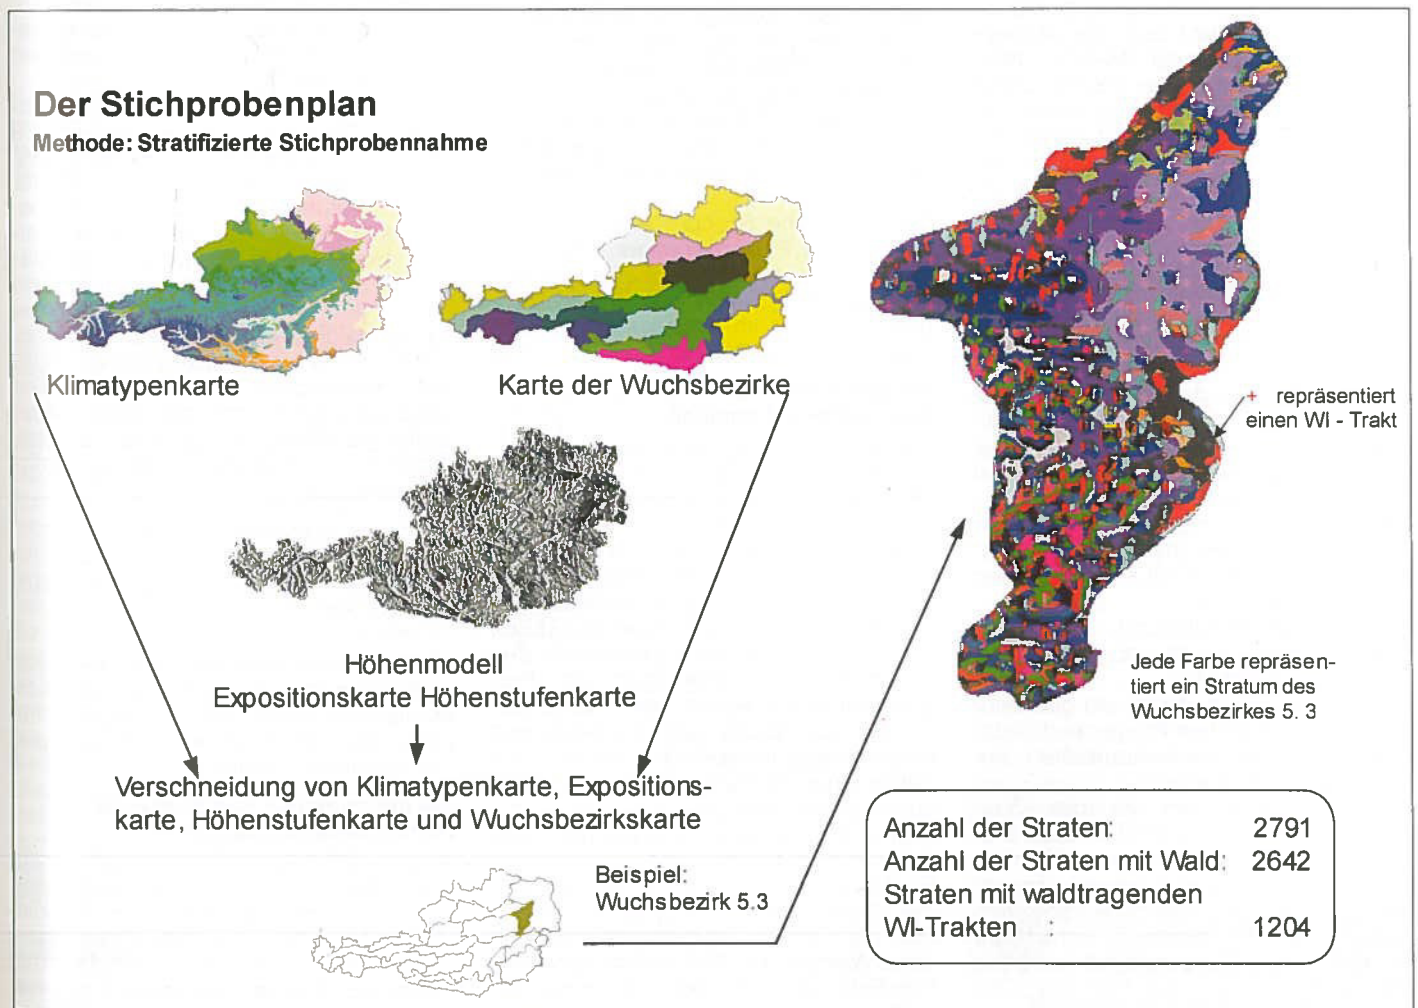 Der Stichprobenplan
Methode: Stratifizierte Stichprobennahme
Klimatypenkarte
Karte der Wuchsbezirke
+ repräsentiert
einen WI - Trakt
Höhenmodell
Expositionskarte Höhenstufenkarte
Jede Farbe repräsen-
tiert ein Stratum des
Wuchsbezirkes 5. 3
Verschneidung von Klimatypenkarte, Expositions-
karte, Höhenstufenkarte und Wuchsbezirkskarte
Beispiel:
Wuchsbezirk 5.3
Anzahl der Straten: 2791
Anzahl der Straten mit Wald: 2642
Straten mit waldtragenden
WI-Trakten : 1204